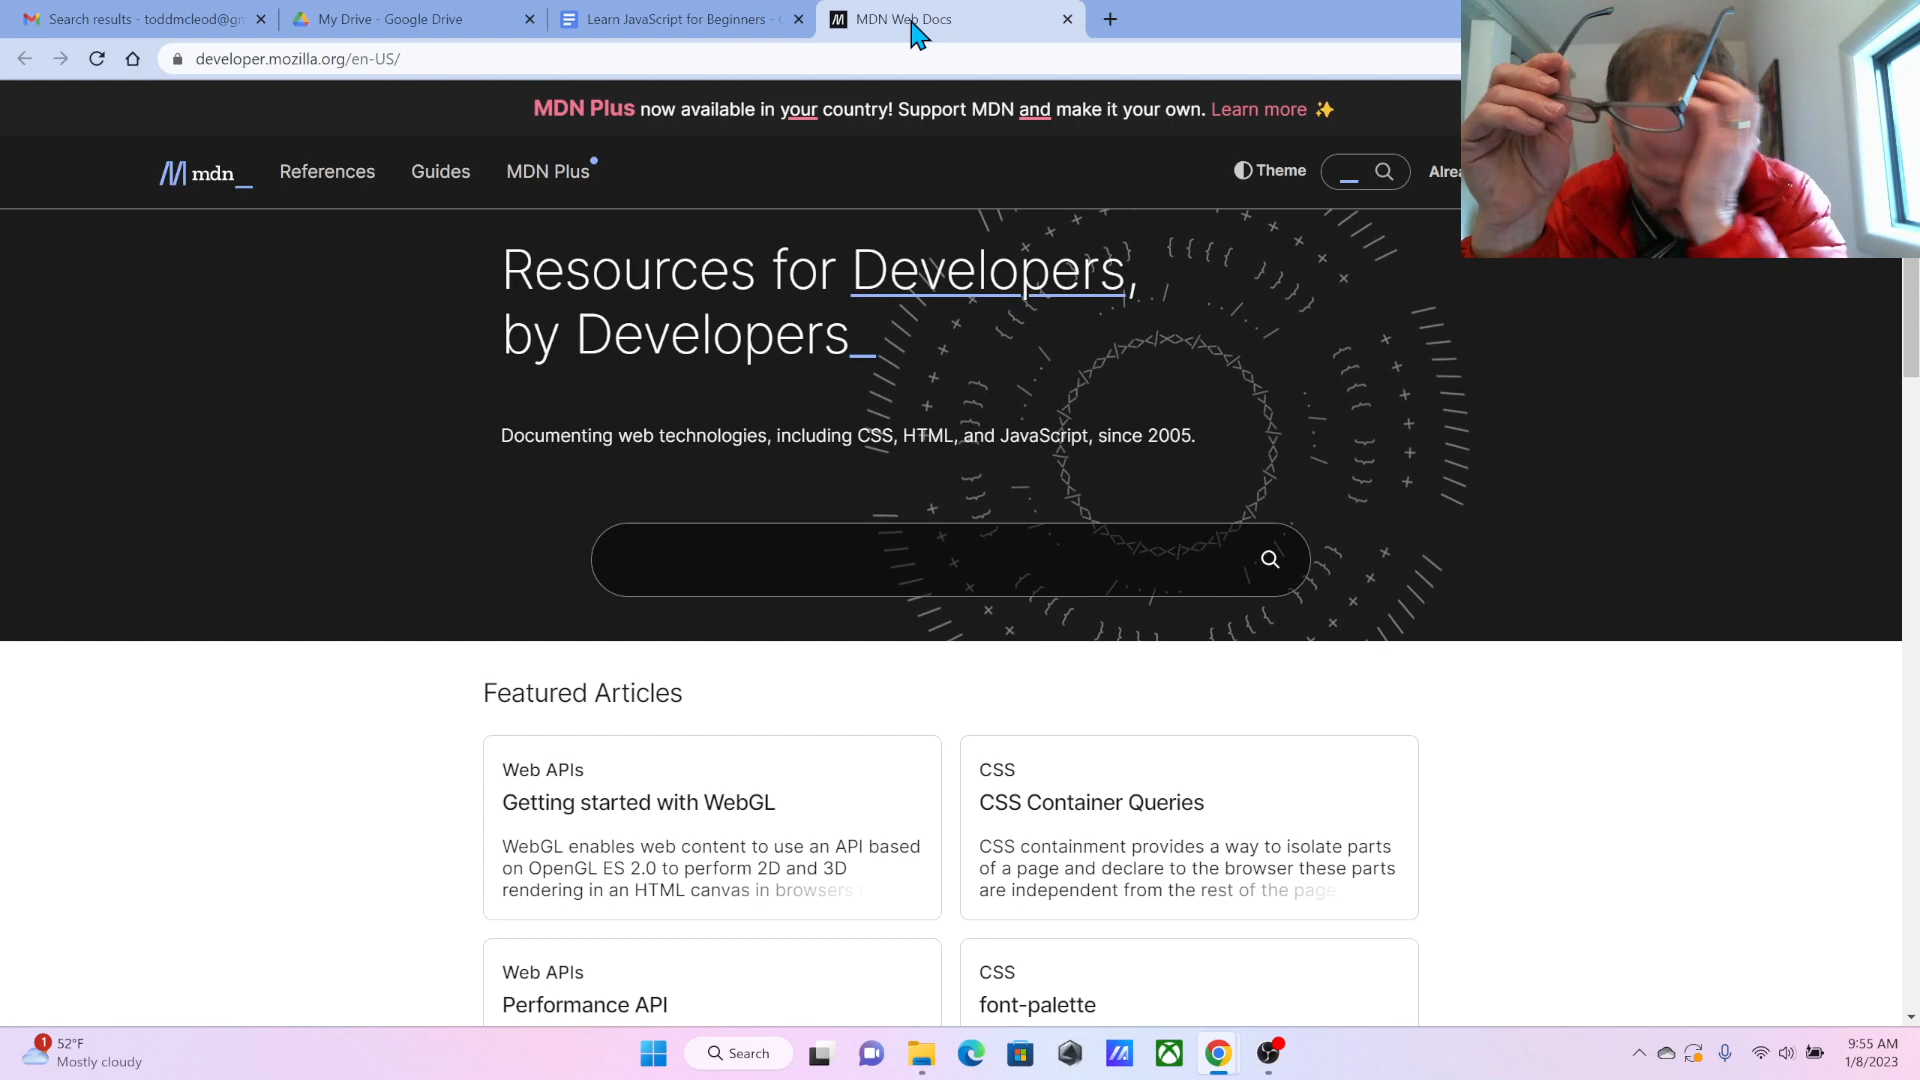 Search results - toddmcleod@gm
My Drive - Google Drive
Learn JavaScript for Beginners -
MDN Web Docs
developer.mozilla.org/en-US/
MDN Plus now available in your country! Support MDN and make it your own. Learn more ✨
mdn_
References
Guides
MDN Plus
Theme
Alrea
Resources for Developers,
by Developers_
Documenting web technologies, including CSS, HTML, and JavaScript, since 2005.
Featured Articles
Web APIs
Getting started with WebGL
WebGL enables web content to use an API based
on OpenGL ES 2.0 to perform 2D and 3D
rendering in an HTML canvas in browsers
CSS
CSS Container Queries
CSS containment provides a way to isolate parts
of a page and declare to the browser these parts
are independent from the rest of the page
Web APIs
Performance API
CSS
font-palette
1
52°F
Mostly cloudy
Search
9:55 AM
1/8/2023